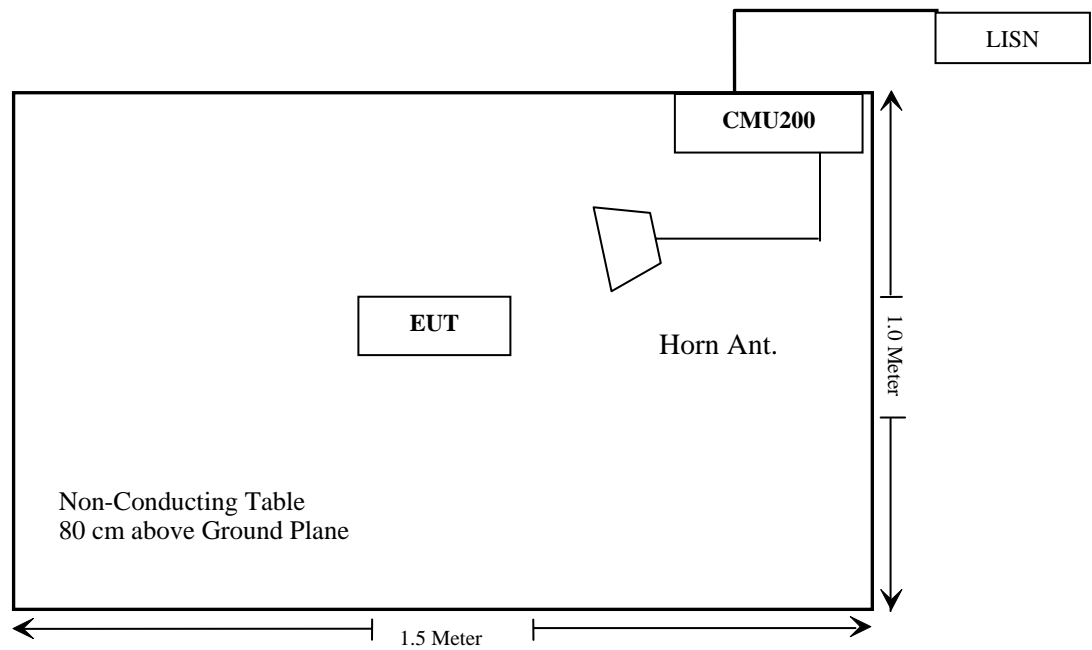 LISN
CMU200
EUT
Horn Ant.
1.0 Meter
Non-Conducting Table
80 cm above Ground Plane
1.5 Meter